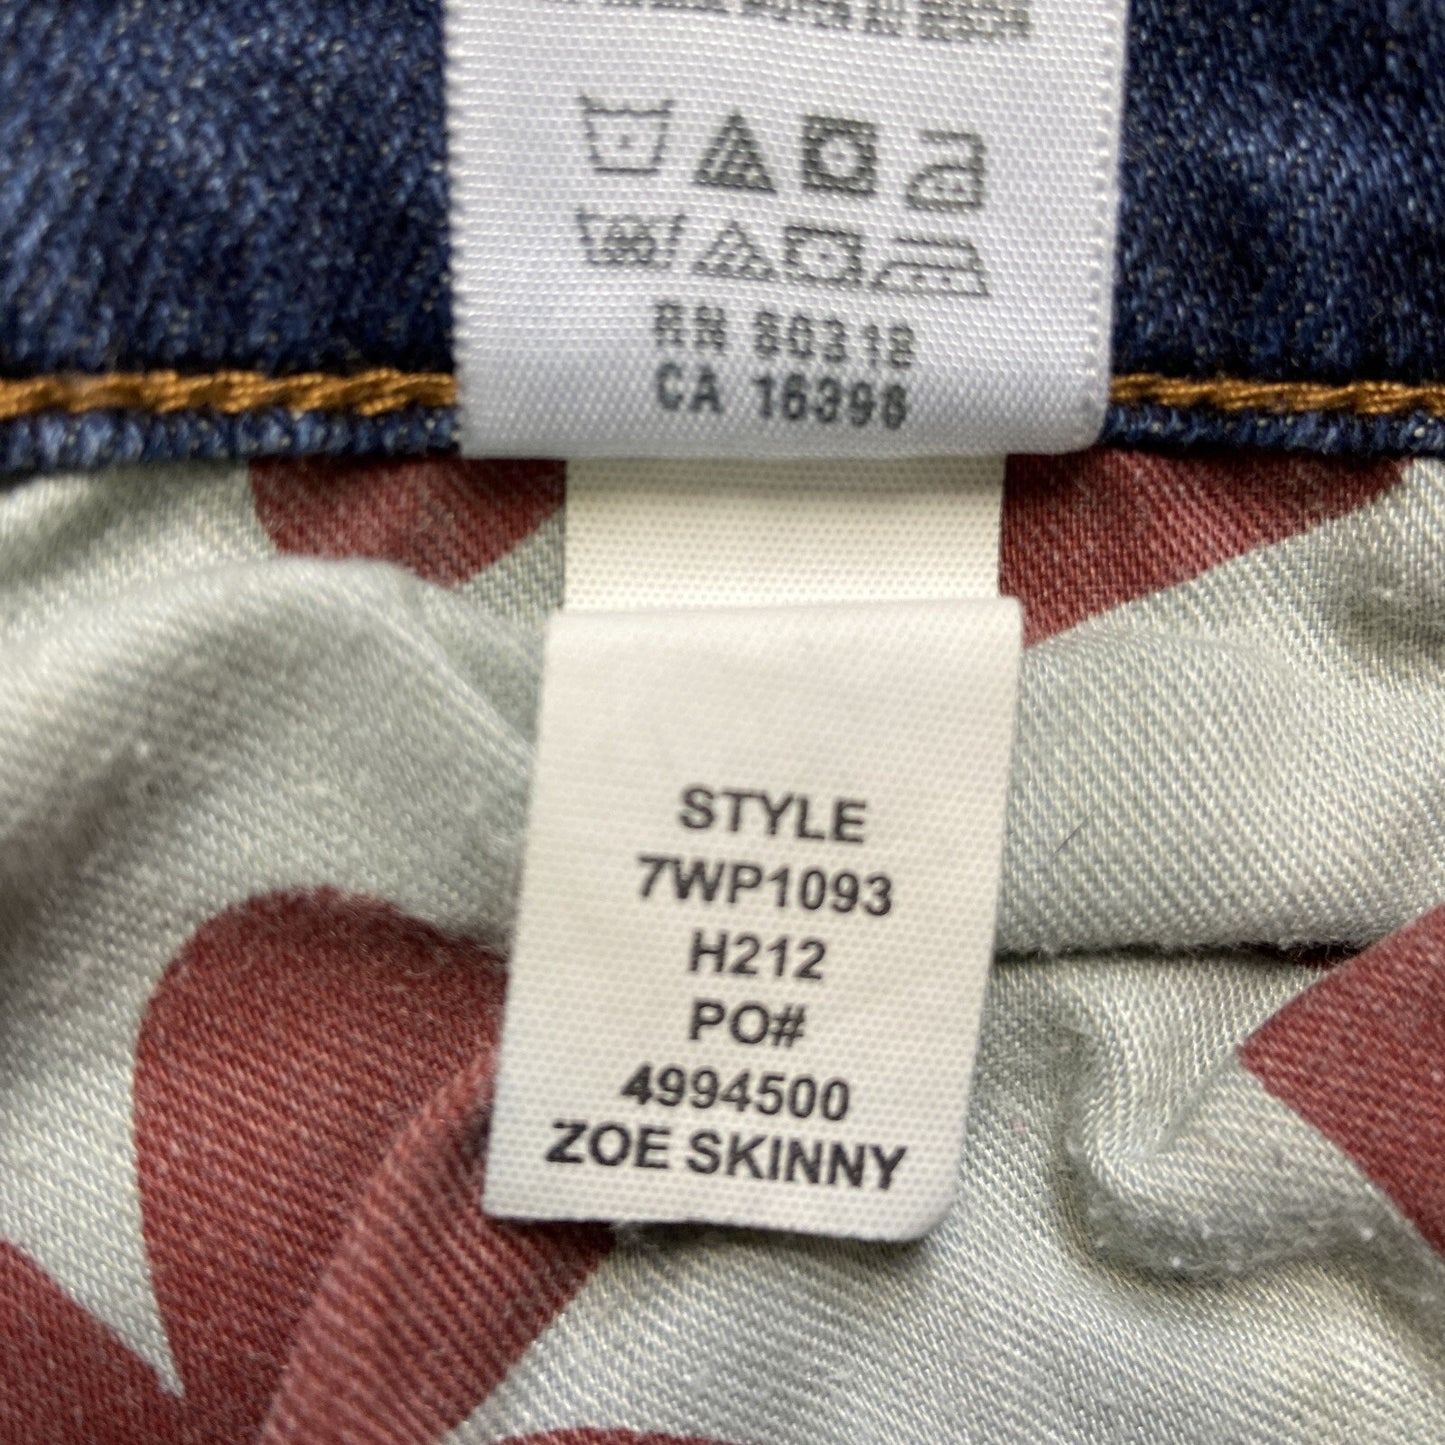 RN 80318
CA 16398
STYLE
7WP1093
H212
PO#
4994500
ZOE SKINNY